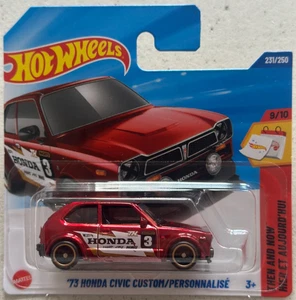 Hot Wheels
231/250
9/10
HONDA
THEN AND NOW
HIER ET AUJOURD'HUI
HONDA
3
'73 HONDA CIVIC CUSTOM/PERSONNALISÉ
MATTEL
3+